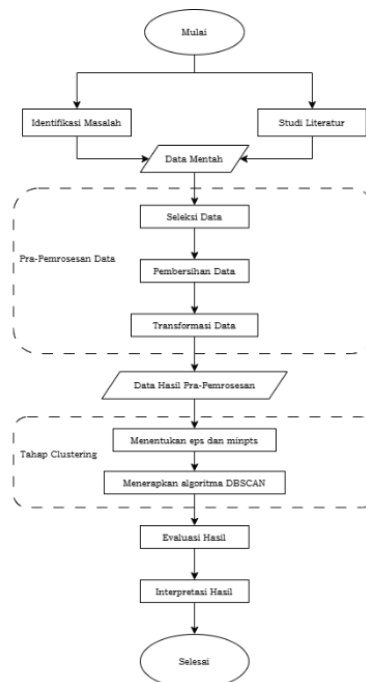 Mulai
Identifikasi Masalah
Studi Literatur
Data Mentah
Pra-Pemrosesan Data
Seleksi Data
Pembersihan Data
Transformasi Data
Data Hasil Pra-Pemrosesan
Tahap Clustering
Menentukan eps dan minpts
Menerapkan algoritma DBSCAN
Evaluasi Hasil
Interpretasi Hasil
Selesai